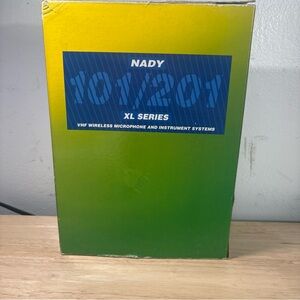 NADY
101/201
XL SERIES
VHF WIRELESS MICROPHONE AND INSTRUMENT SYSTEMS